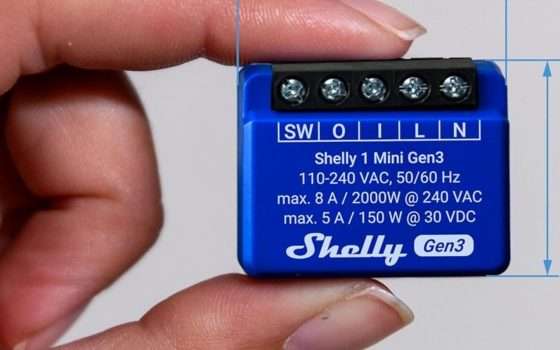 SW O I L N
Shelly 1 Mini Gen3
110-240 VAC, 50/60 Hz
max. 8 A / 2000W @ 240 VAC
max. 5 A / 150 W @ 30 VDC
Shelly Gen3